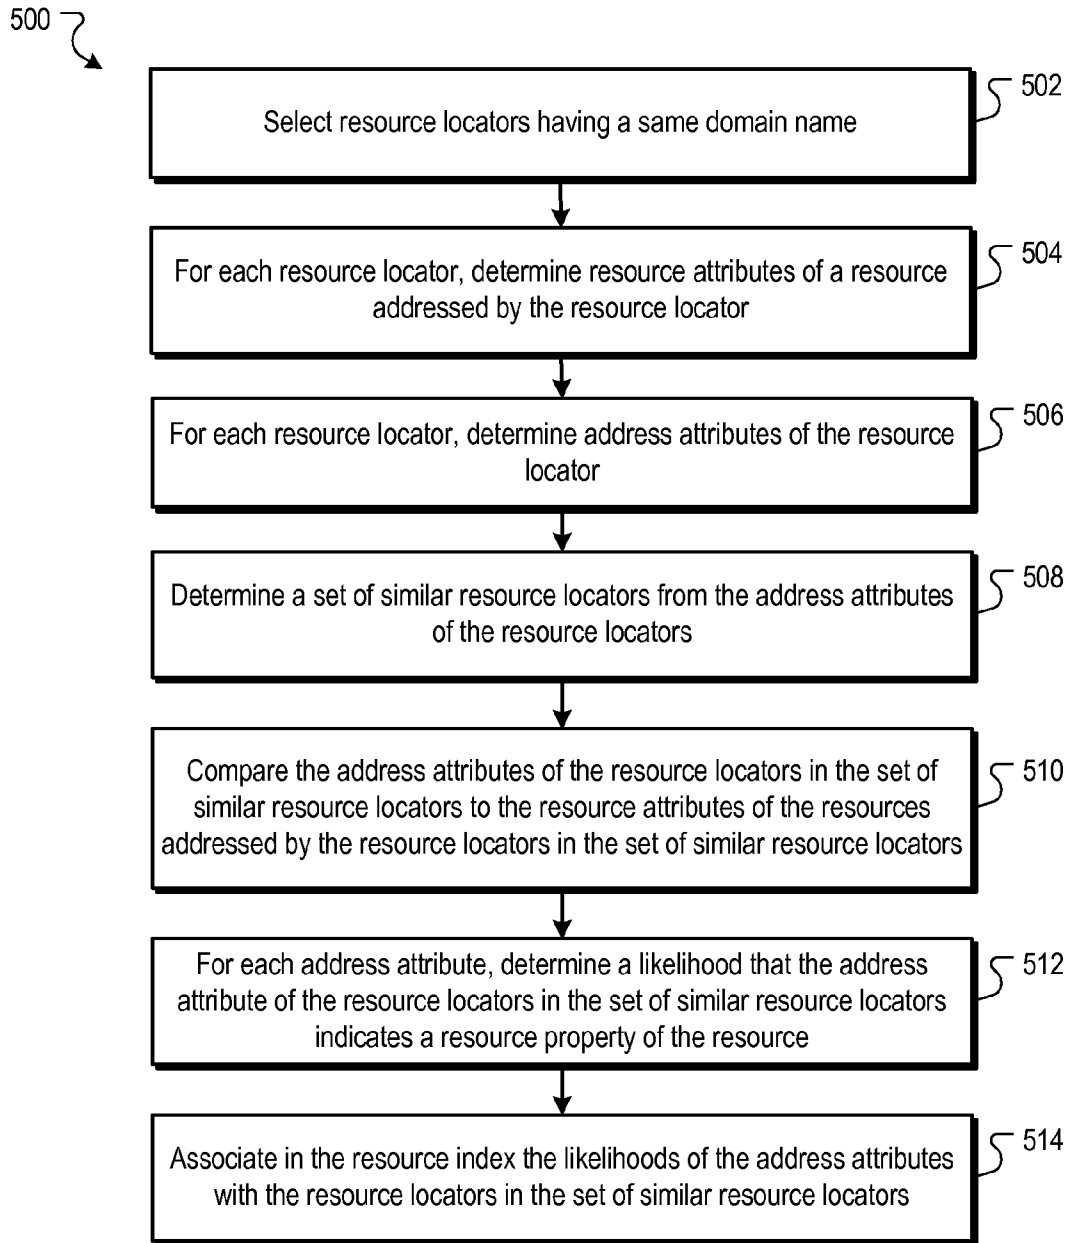 500
502
Select resource locators having a same domain name
504
For each resource locator, determine resource attributes of a resource
addressed by the resource locator
506
For each resource locator, determine address attributes of the resource
locator
508
Determine a set of similar resource locators from the address attributes
of the resource locators
510
Compare the address attributes of the resource locators in the set of
similar resource locators to the resource attributes of the resources
addressed by the resource locators in the set of similar resource locators
512
For each address attribute, determine a likelihood that the address
attribute of the resource locators in the set of similar resource locators
indicates a resource property of the resource
514
Associate in the resource index the likelihoods of the address attributes
with the resource locators in the set of similar resource locators